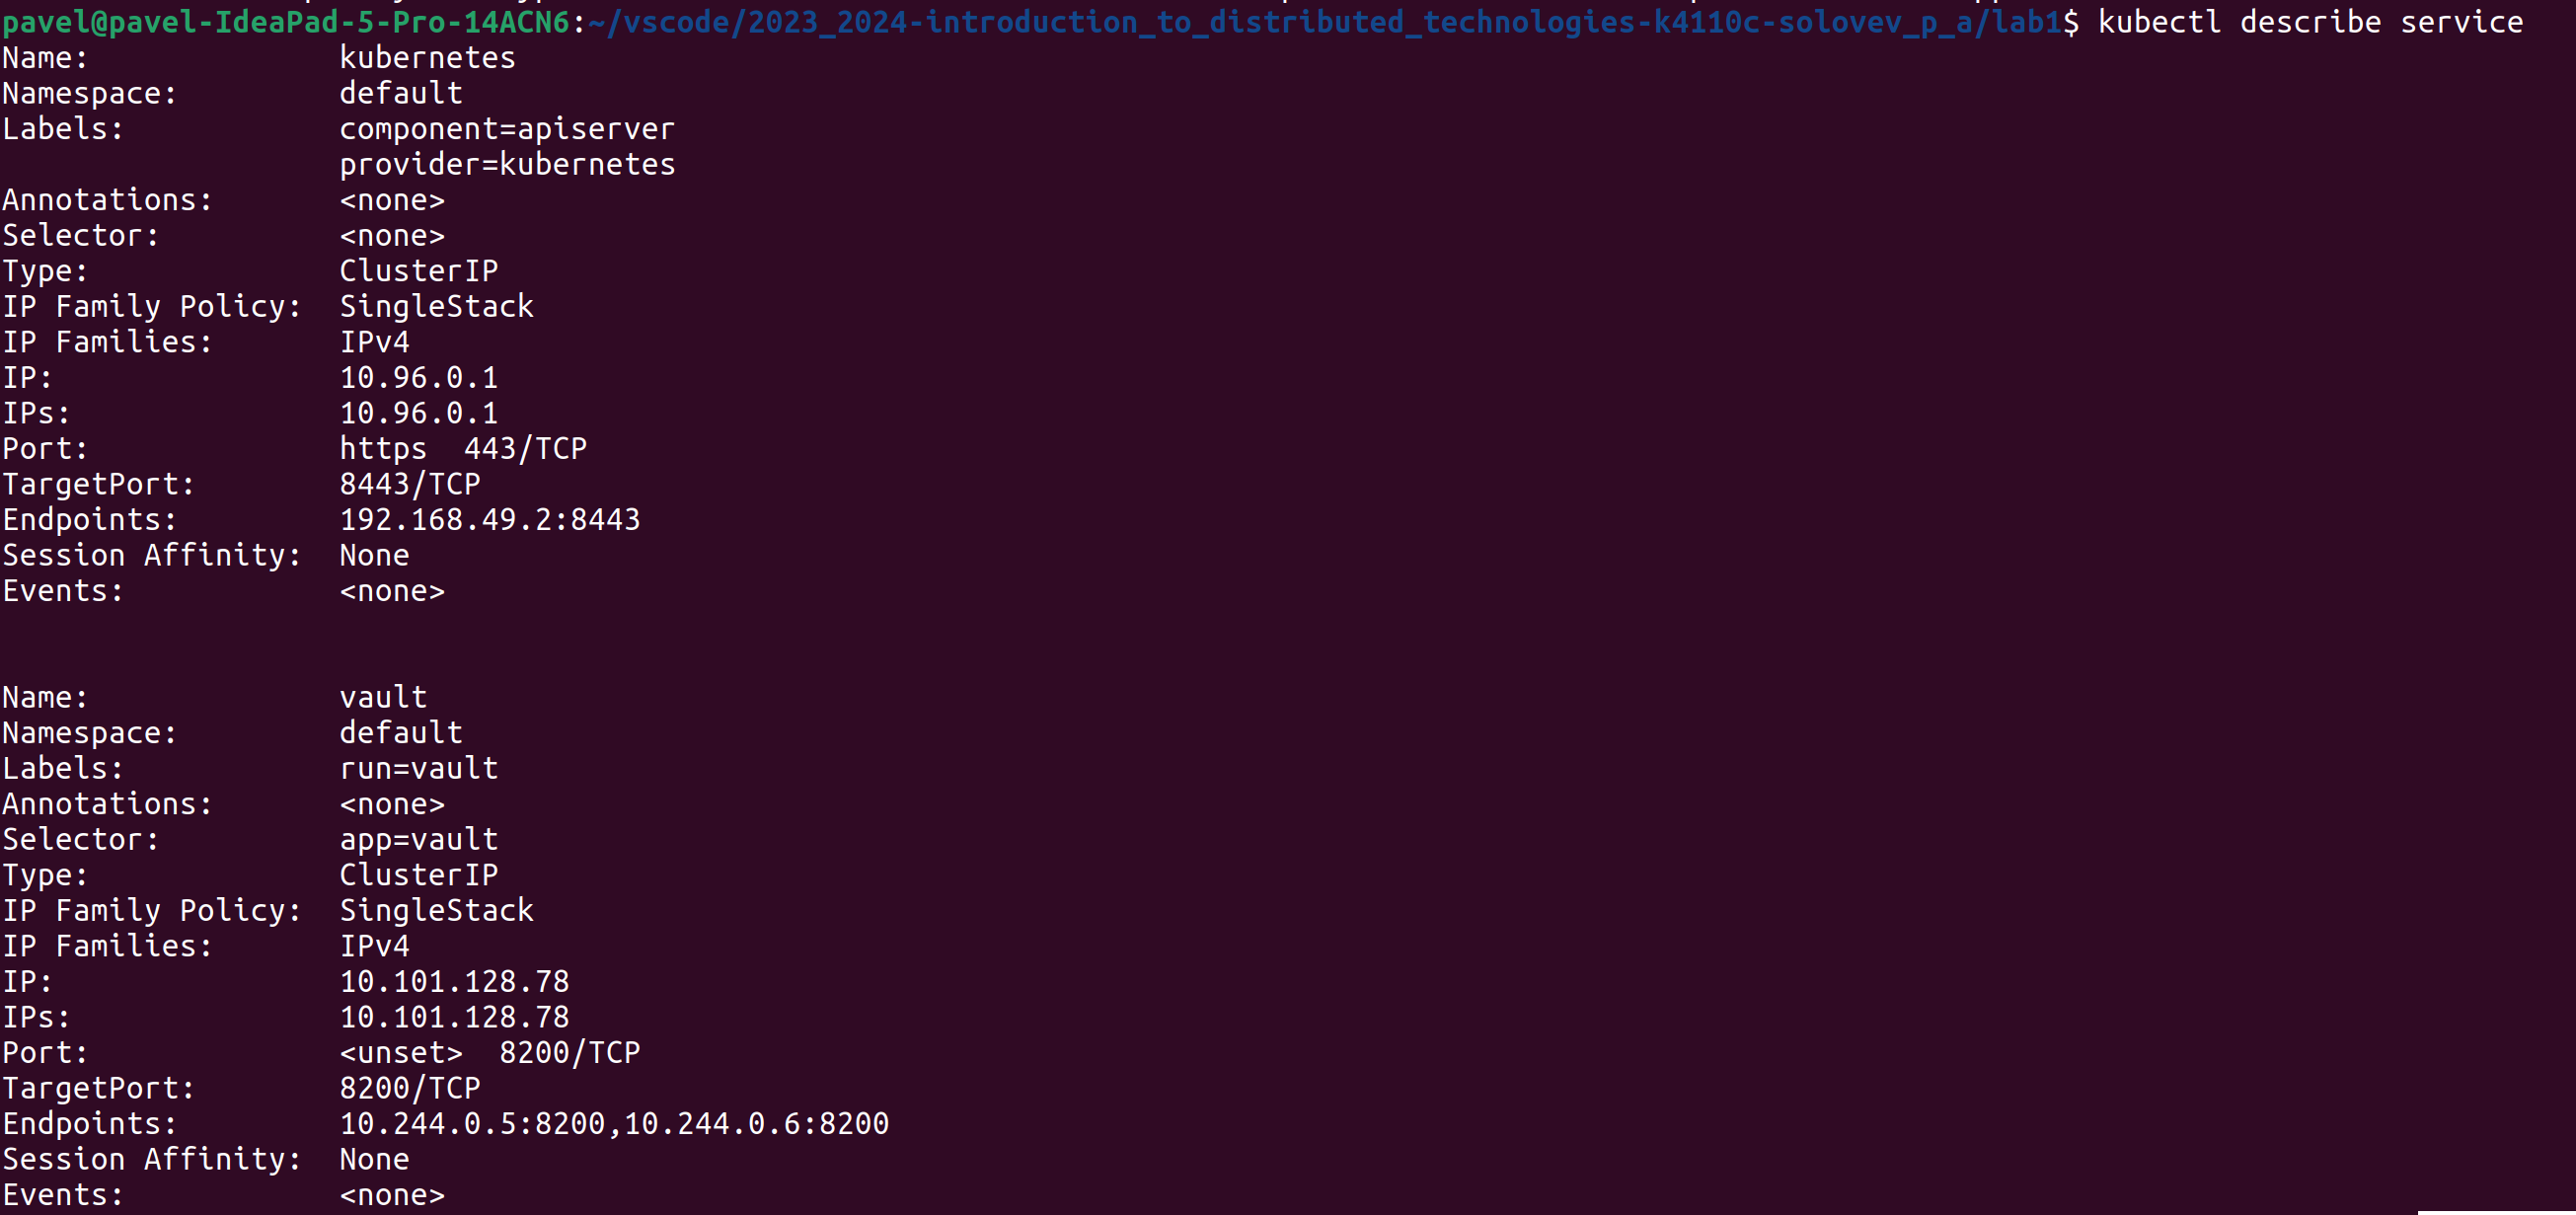 pavel@pavel-IdeaPad-5-Pro-14ACN6:~/vscode/2023_2024-introduction_to_distributed_technologies-k4110c-solovev_p_a/lab1$ kubectl describe service
Name:              kubernetes
Namespace:         default
Labels:            component=apiserver
                   provider=kubernetes
Annotations:       <none>
Selector:          <none>
Type:              ClusterIP
IP Family Policy:  SingleStack
IP Families:       IPv4
IP:                10.96.0.1
IPs:               10.96.0.1
Port:              https  443/TCP
TargetPort:        8443/TCP
Endpoints:         192.168.49.2:8443
Session Affinity:  None
Events:            <none>
Name:              vault
Namespace:         default
Labels:            run=vault
Annotations:       <none>
Selector:          app=vault
Type:              ClusterIP
IP Family Policy:  SingleStack
IP Families:       IPv4
IP:                10.101.128.78
IPs:               10.101.128.78
Port:              <unset>  8200/TCP
TargetPort:        8200/TCP
Endpoints:         10.244.0.5:8200,10.244.0.6:8200
Session Affinity:  None
Events:            <none>